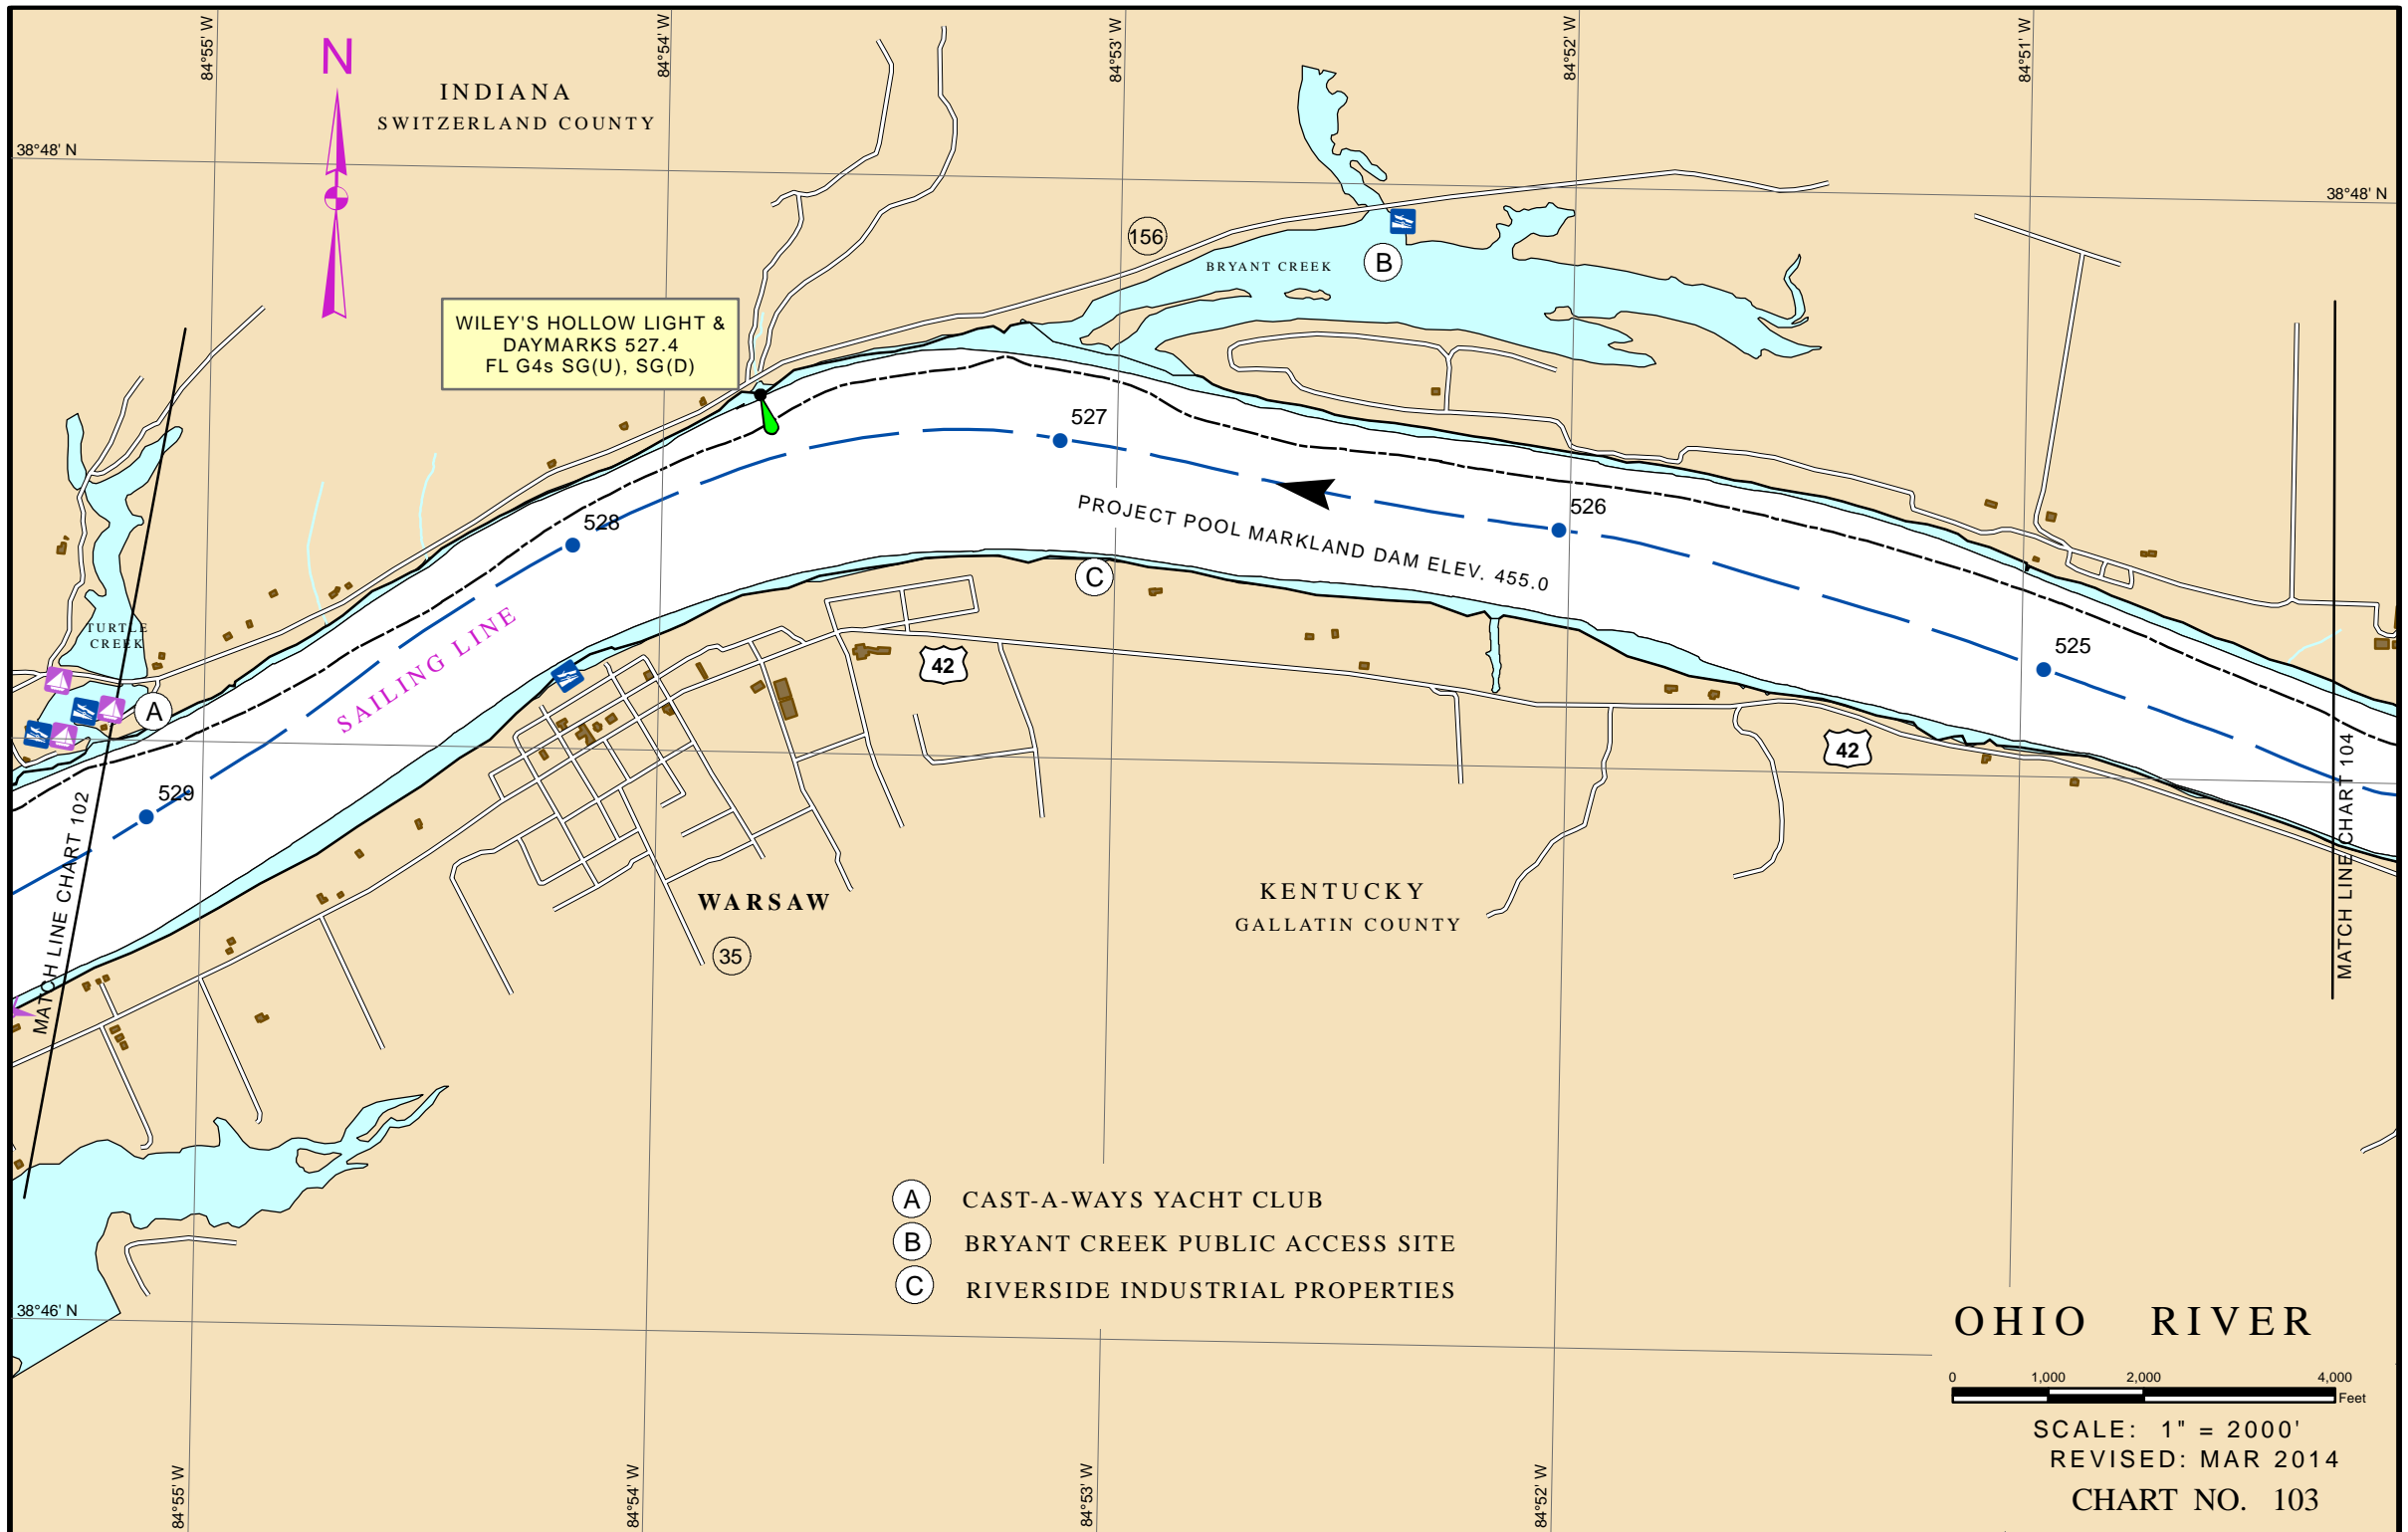 84°55' W
84°54' W
84°53' W
84°52' W
84°51' W
N
INDIANA
SWITZERLAND COUNTY
38°48' N
38°48' N
156
BRYANT CREEK
B
WILEY'S HOLLOW LIGHT &
DAYMARKS 527.4
FL G4s SG(U), SG(D)
527
526
528
PROJECT POOL MARKLAND DAM ELEV. 455.0
C
TURTLE
CREEK
SAILING LINE
42
525
A
42
529
MATCH LINE CHART 102
MATCH LINE CHART 104
WARSAW
35
KENTUCKY
GALLATIN COUNTY
A CAST-A-WAYS YACHT CLUB
B BRYANT CREEK PUBLIC ACCESS SITE
C RIVERSIDE INDUSTRIAL PROPERTIES
38°46' N
OHIO RIVER
0 1,000 2,000 4,000
Feet
SCALE: 1" = 2000'
REVISED: MAR 2014
CHART NO. 103
84°55' W
84°54' W
84°53' W
84°52' W